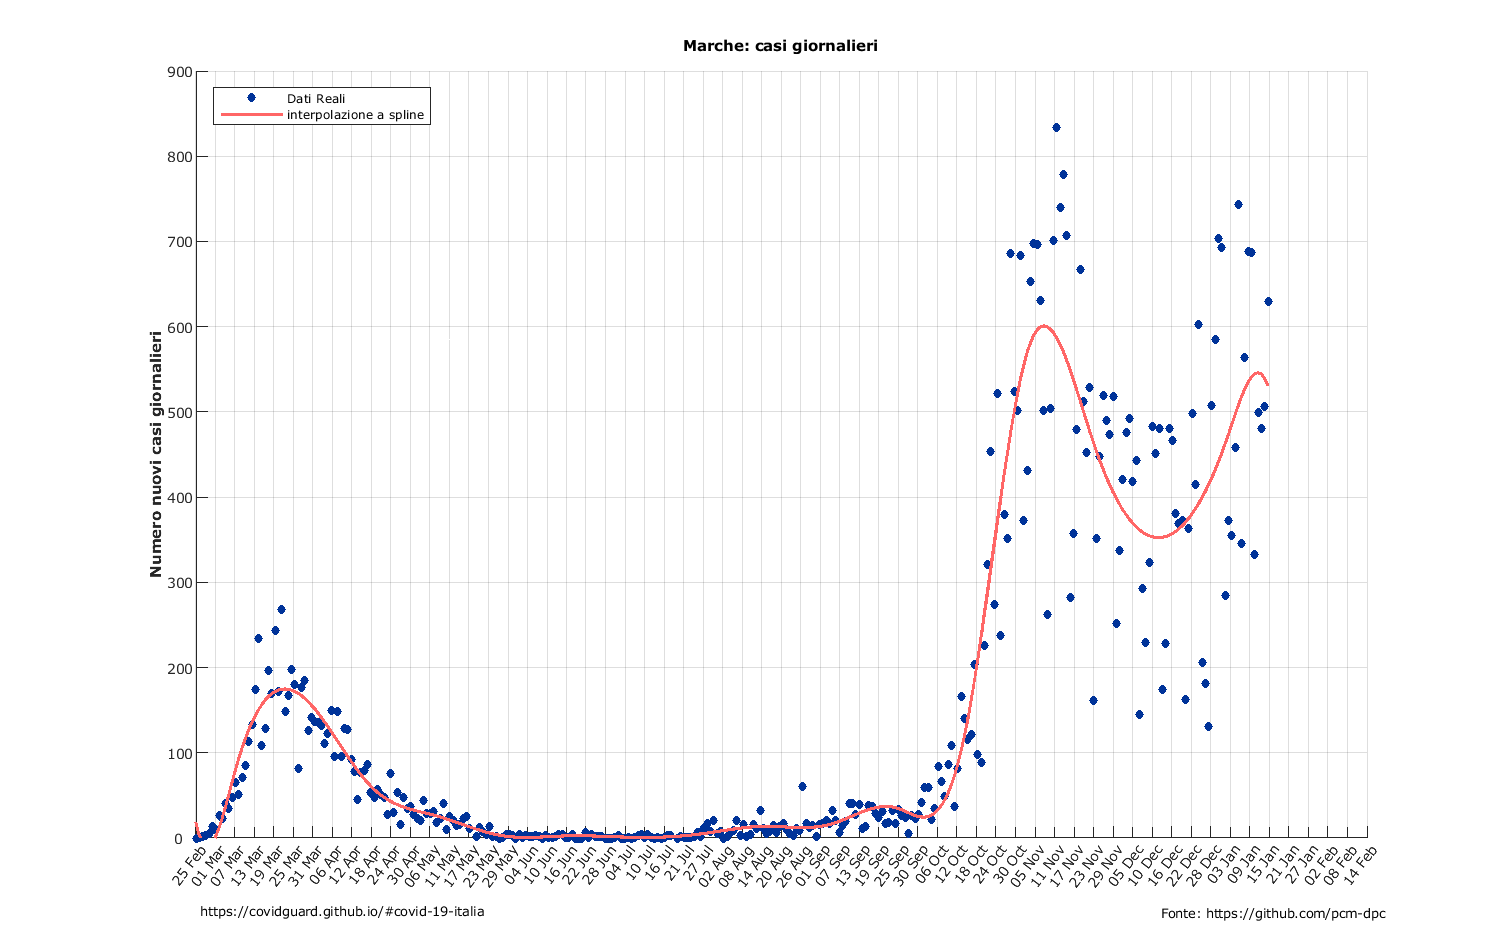 Marche: casi giornalieri
Dati Reali
interpolazione a spline
Numero nuovi casi giornalieri
900
800
700
600
500
400
300
200
100
0
25 Feb
01 Mar
07 Mar
13 Mar
19 Mar
25 Mar
31 Mar
06 Apr
12 Apr
18 Apr
24 Apr
30 Apr
06 May
11 May
17 May
23 May
29 May
04 Jun
10 Jun
16 Jun
22 Jun
28 Jun
04 Jul
10 Jul
16 Jul
21 Jul
27 Jul
02 Aug
08 Aug
14 Aug
20 Aug
26 Aug
01 Sep
07 Sep
13 Sep
19 Sep
25 Sep
30 Sep
06 Oct
12 Oct
18 Oct
24 Oct
30 Oct
05 Nov
11 Nov
17 Nov
23 Nov
29 Nov
05 Dec
10 Dec
16 Dec
22 Dec
28 Dec
03 Jan
09 Jan
15 Jan
21 Jan
27 Jan
02 Feb
08 Feb
14 Feb
https://covidguard.github.io/#covid-19-italia
Fonte: https://github.com/pcm-dpc